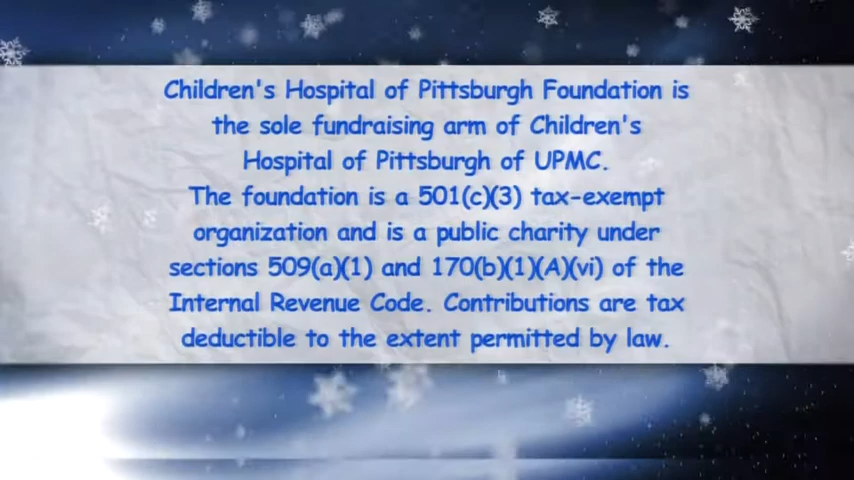 Children's Hospital of Pittsburgh Foundation is
the sole fundraising arm of Children's
Hospital of Pittsburgh of UPMC.
The foundation is a 501(c)(3) tax-exempt
organization and is a public charity under
sections 509(a)(1) and 170(b)(1)(A)(vi) of the
Internal Revenue Code. Contributions are tax
deductible to the extent permitted by law.